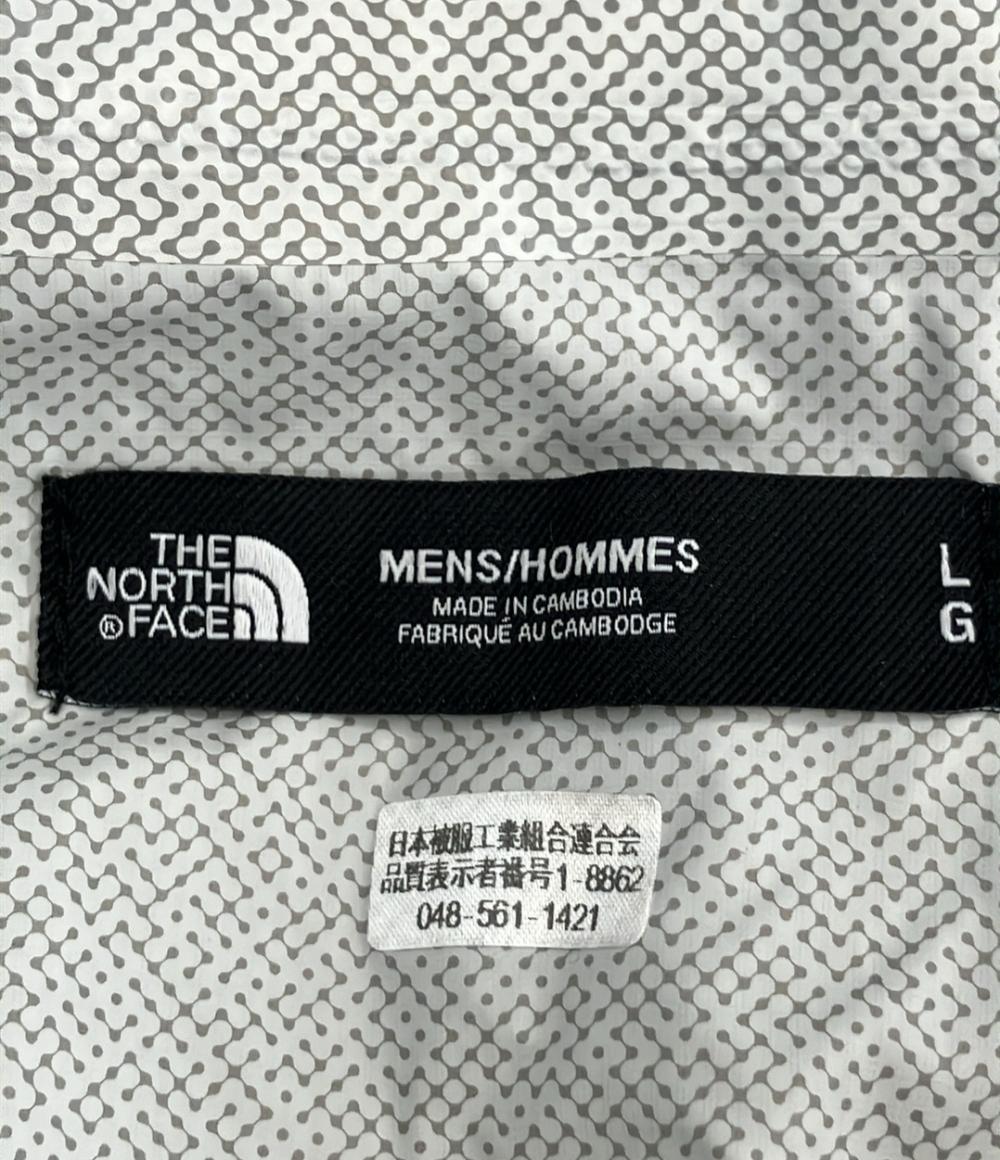 THE
NORTH
® FACE
MENS/HOMMES
MADE IN CAMBODIA
FABRIQUÉ AU CAMBODGE
L
G
日本被服工業組合連合会
品質表示者番号1-8862
048-561-1421